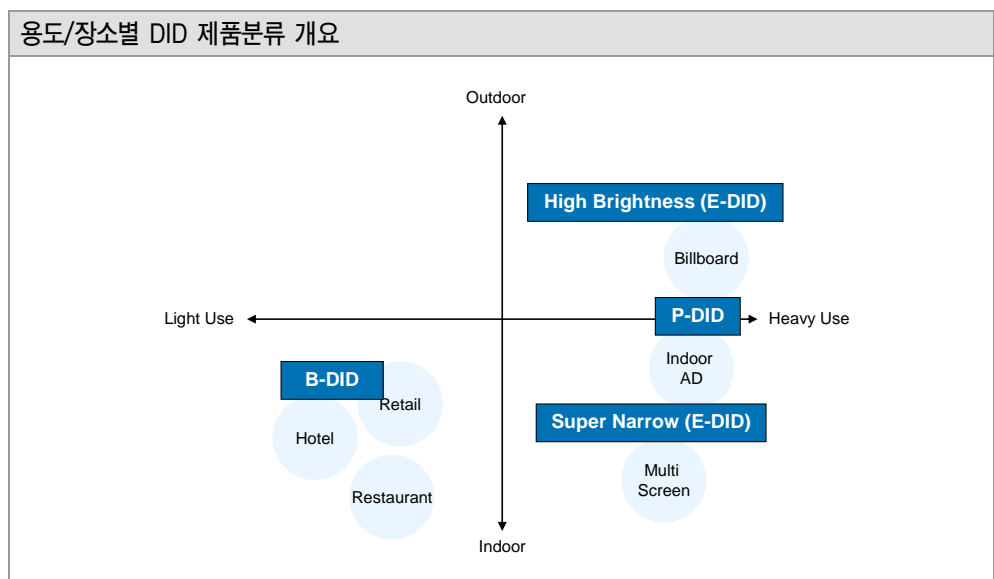 용도/장소별 DID 제품분류 개요
Outdoor
High Brightness (E-DID)
Billboard
Light Use
P-DID
Heavy Use
Indoor
AD
B-DID
Retail
Super Narrow (E-DID)
Hotel
Multi
Screen
Restaurant
Indoor